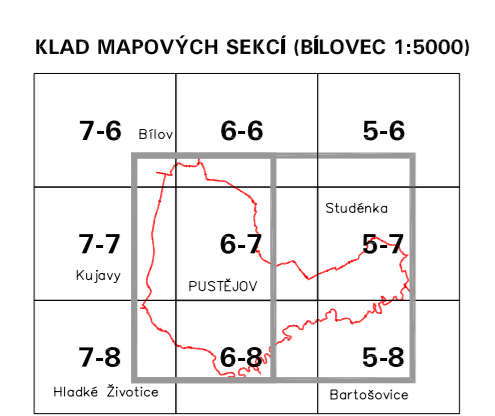 KLAD MAPOVÝCH SEKCÍ (BÍLOVEC 1:5000)
7-6 Bílov 6-6 5-6
Studénka
7-7 6-7 5-7
Kujavy
PUSTĚJOV
7-8 6-8 5-8
Hladké Životice
Bartošovice